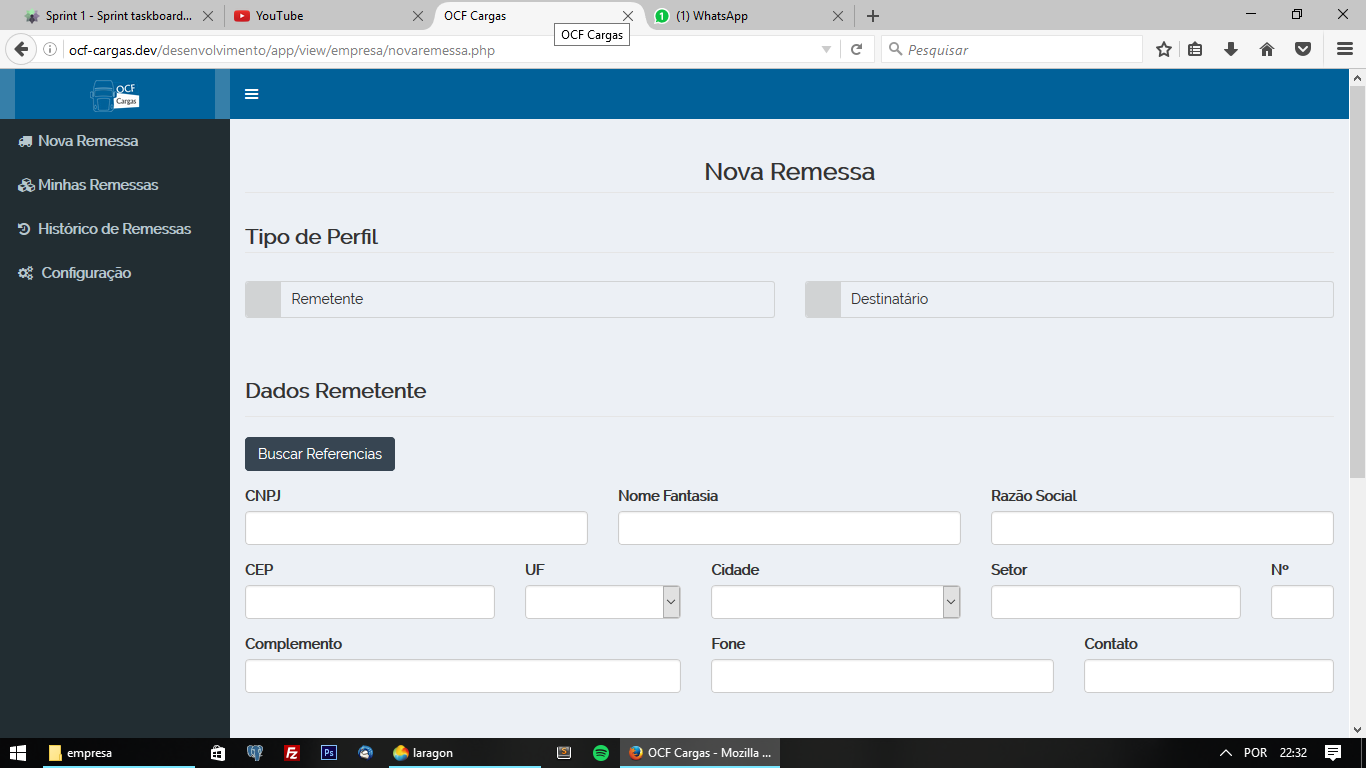 Sprint 1 - Sprint taskboard...
YouTube
OCF Cargas
(1) WhatsApp
OCF Cargas
ocf-cargas.dev/desenvolvimento/app/view/empresa/novaremessa.php
Pesquisar
OCF
Cargas
Nova Remessa
Minhas Remessas
Histórico de Remessas
Configuração
Nova Remessa
Tipo de Perfil
Remetente
Destinatário
Dados Remetente
Buscar Referencias
CNPJ
Nome Fantasia
Razão Social
CEP
UF
Cidade
Setor
Nº
Complemento
Fone
Contato
empresa
Fz
Ps
laragon
S
OCF Cargas - Mozilla ...
POR
22:32